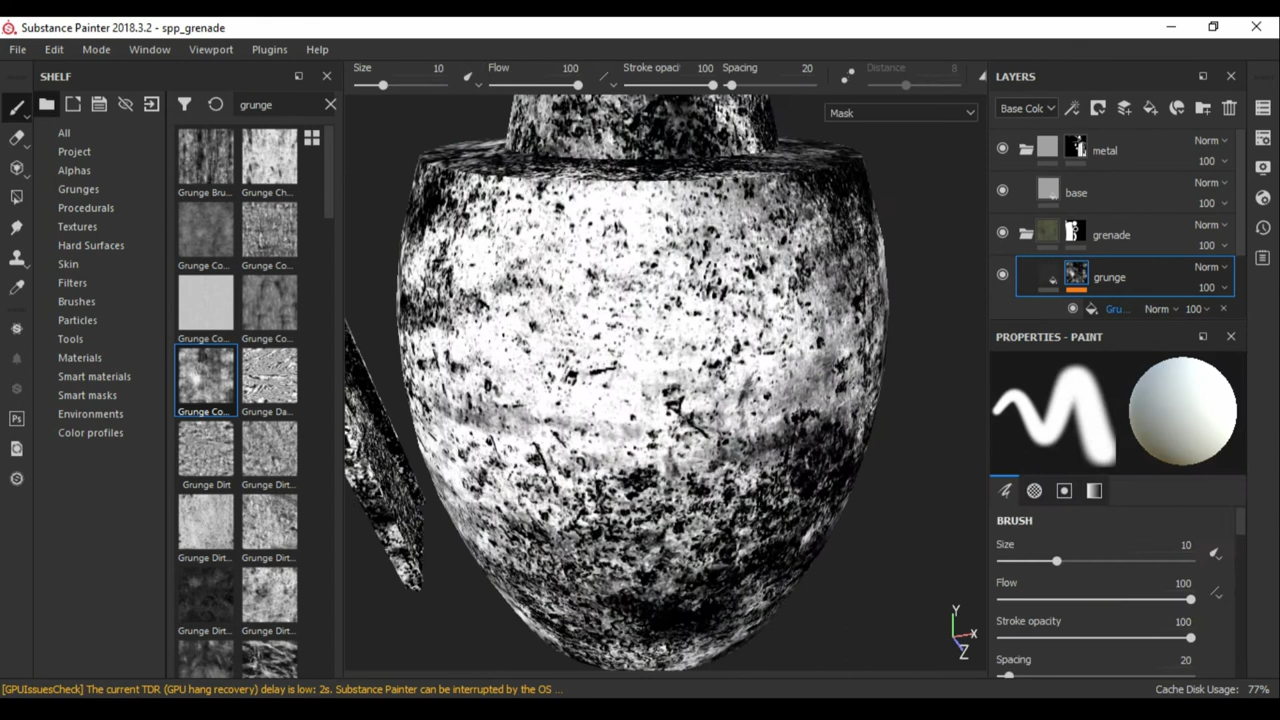 Substance Painter 2018.3.2 - spp_grenade
File Edit Mode Window Viewport Plugins Help
SHELF
grunge
All
Project
Alphas
Grunges
Procedurals
Textures
Hard Surfaces
Skin
Filters
Brushes
Particles
Tools
Materials
Smart materials
Smart masks
Environments
Color profiles
Grunge Bru... Grunge Ch...
Grunge Co... Grunge Co...
Grunge Co... Grunge Co...
Grunge Co... Grunge Da...
Grunge Dirt Grunge Dirt...
Grunge Dirt... Grunge Dirt...
Grunge Dirt... Grunge Dirt...
Size 10 Flow 100 Stroke opaci 100 Spacing 20 Distance 8
Mask
Y
X
Z
LAYERS
Base Colo
metal Norm 100
base Norm 100
grenade Norm 100
grunge Norm 100
Gru... Norm 100
PROPERTIES - PAINT
BRUSH
Size 10
Flow 100
Stroke opacity 100
Spacing 20
Ps
[GPUIssuesCheck] The current TDR (GPU hang recovery) delay is low: 2s. Substance Painter can be interrupted by the OS ...
Cache Disk Usage: 77%